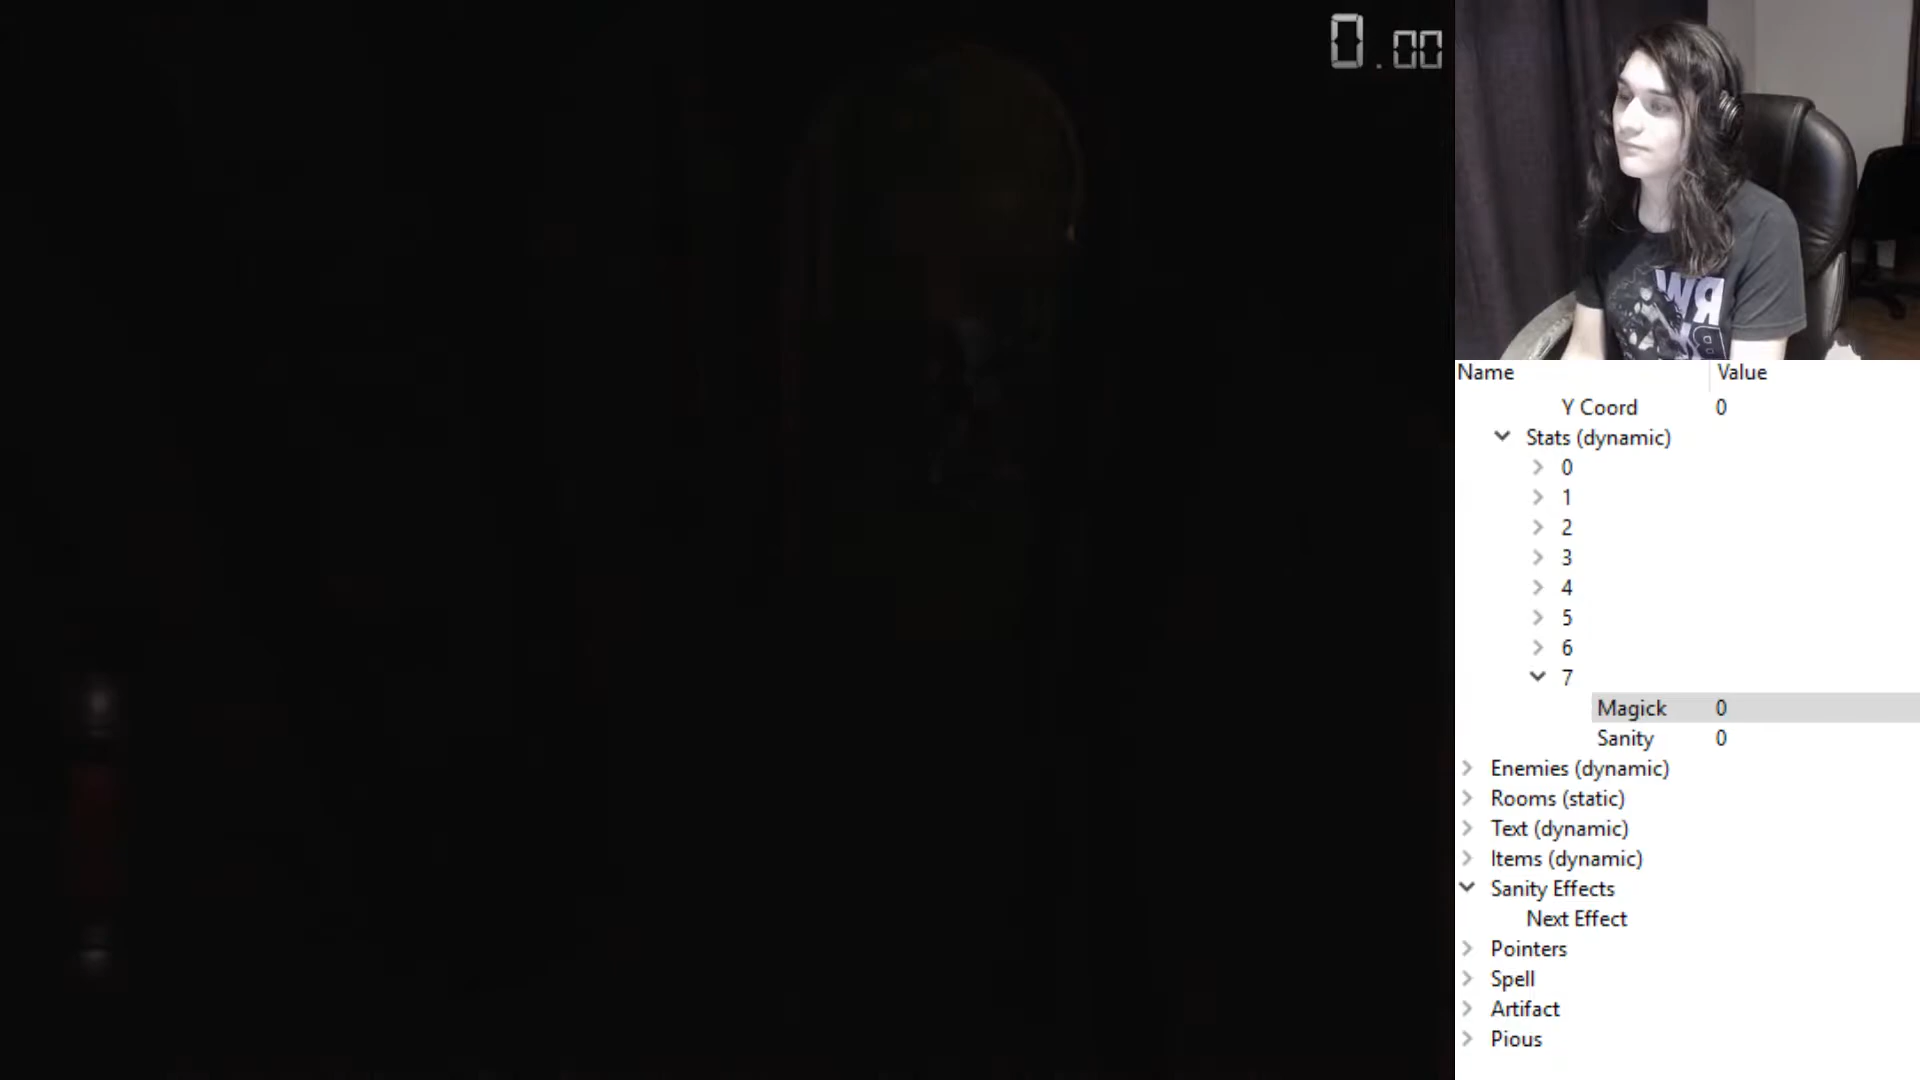 0.00
RW
B
Name Value
Y Coord 0
Stats (dynamic)
0
1
2
3
4
5
6
7
Magick 0
Sanity 0
Enemies (dynamic)
Rooms (static)
Text (dynamic)
Items (dynamic)
Sanity Effects
Next Effect
Pointers
Spell
Artifact
Pious